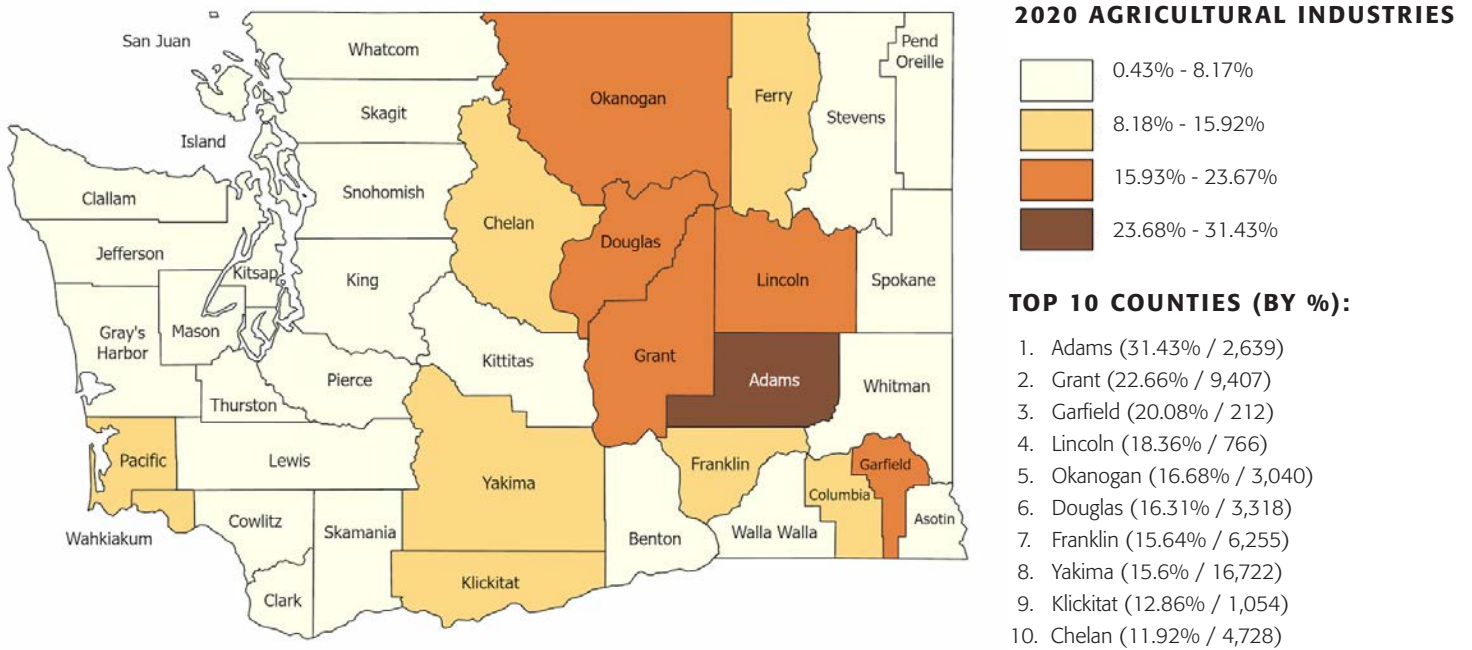 San Juan
Whatcom
Skagit
Island
Clallam
Snohomish
Jefferson
Kitsap
King
Gray's
Harbor
Mason
Pierce
Thurston
Pacific
Lewis
Wahkiakum
Cowlitz
Skamania
Clark
Okanogan
Ferry
Stevens
Pend
Oreille
Chelan
Douglas
Lincoln
Spokane
Kittitas
Grant
Adams
Whitman
Yakima
Franklin
Garfield
Columbia
Asotin
Benton
Walla Walla
Klickitat
2020 AGRICULTURAL INDUSTRIES
0.43% - 8.17%
8.18% - 15.92%
15.93% - 23.67%
23.68% - 31.43%
TOP 10 COUNTIES (BY %):
1. Adams (31.43% / 2,639)
2. Grant (22.66% / 9,407)
3. Garfield (20.08% / 212)
4. Lincoln (18.36% / 766)
5. Okanogan (16.68% / 3,040)
6. Douglas (16.31% / 3,318)
7. Franklin (15.64% / 6,255)
8. Yakima (15.6% / 16,722)
9. Klickitat (12.86% / 1,054)
10. Chelan (11.92% / 4,728)